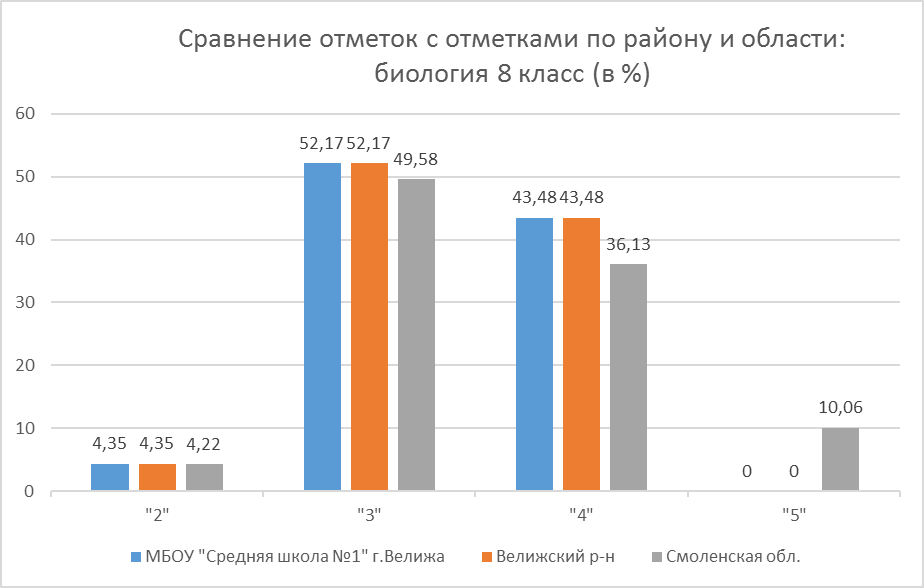 Сравнение отметок с отметками по району и области:
биология 8 класс (в %)
60
50
40
30
20
10
0
4,35 4,35 4,22
52,17 52,17 49,58
43,48 43,48 36,13
0 0 10,06
"2" "3" "4" "5"
МБОУ "Средняя школа №1" г.Велижа Велижский р-н Смоленская обл.